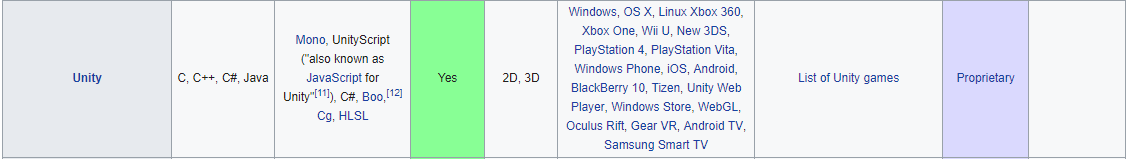 Unity
C, C++, C#, Java
Mono, UnityScript
("also known as
JavaScript for
Unity"[11]), C#, Boo,[12]
Cg, HLSL
Yes
2D, 3D
Windows, OS X, Linux Xbox 360,
Xbox One, Wii U, New 3DS,
PlayStation 4, PlayStation Vita,
Windows Phone, iOS, Android,
BlackBerry 10, Tizen, Unity Web
Player, Windows Store, WebGL,
Oculus Rift, Gear VR, Android TV,
Samsung Smart TV
List of Unity games
Proprietary